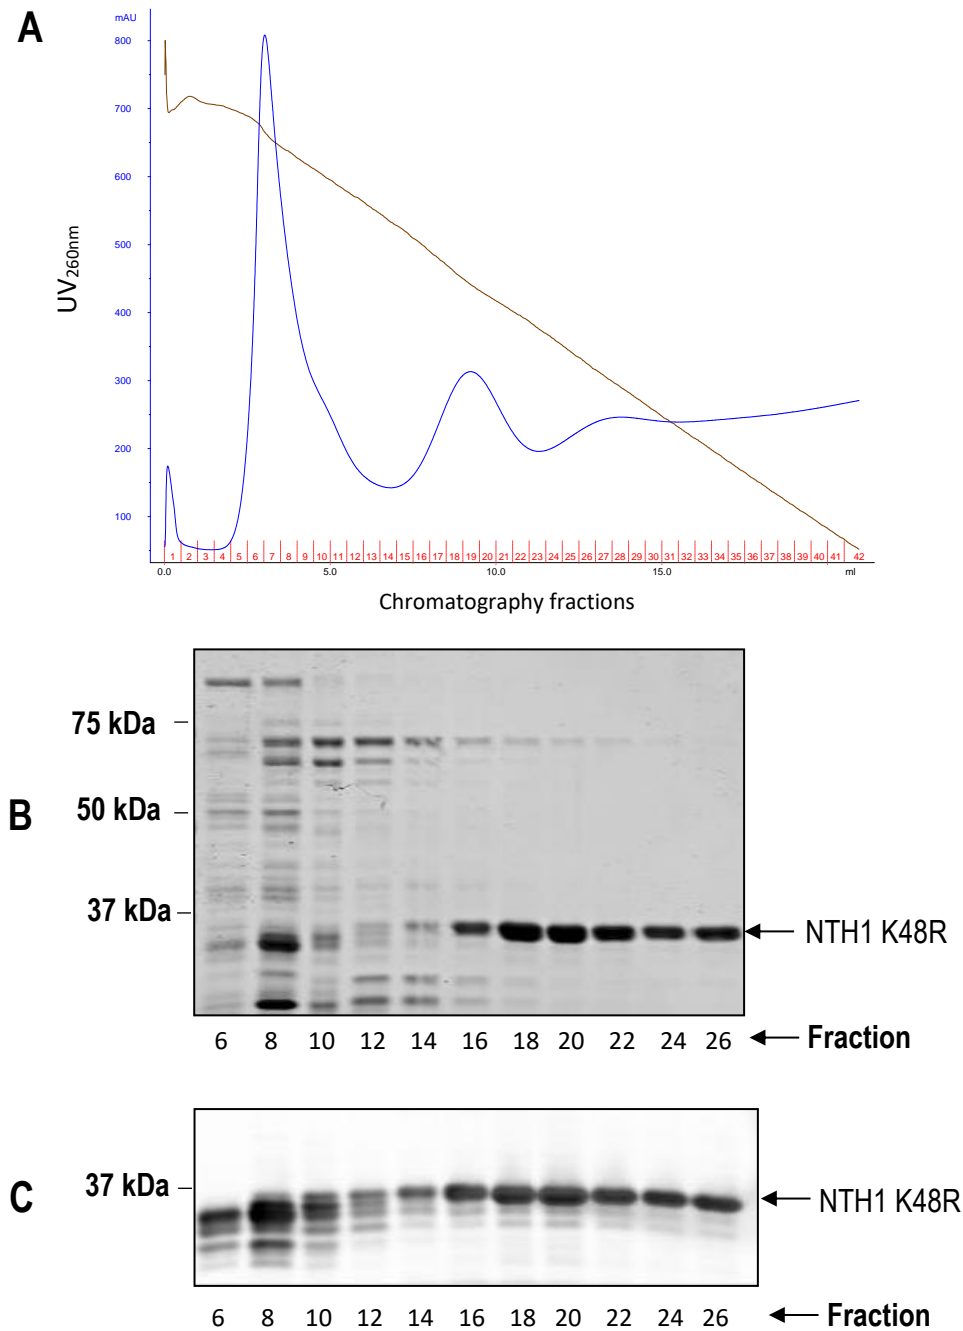 A
mAU
800
700
600
500
400
300
200
100
UV260nm
1 2 3 4 5 6 7 8 9 10 11 12 13 14 15 16 17 18 19 20 21 22 23 24 25 26 27 28 29 30 31 32 33 34 35 36 37 38 39 40 41 42
0.0 5.0 10.0 15.0 ml
Chromatography fractions
B
75 kDa
50 kDa
37 kDa
NTH1 K48R
6 8 10 12 14 16 18 20 22 24 26 Fraction
C
37 kDa
NTH1 K48R
6 8 10 12 14 16 18 20 22 24 26 Fraction